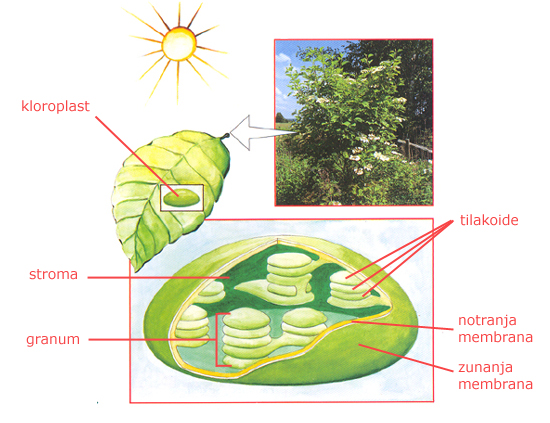 kloroplast
tilakoide
stroma
granum
notranja
membrana
zunanja
membrana